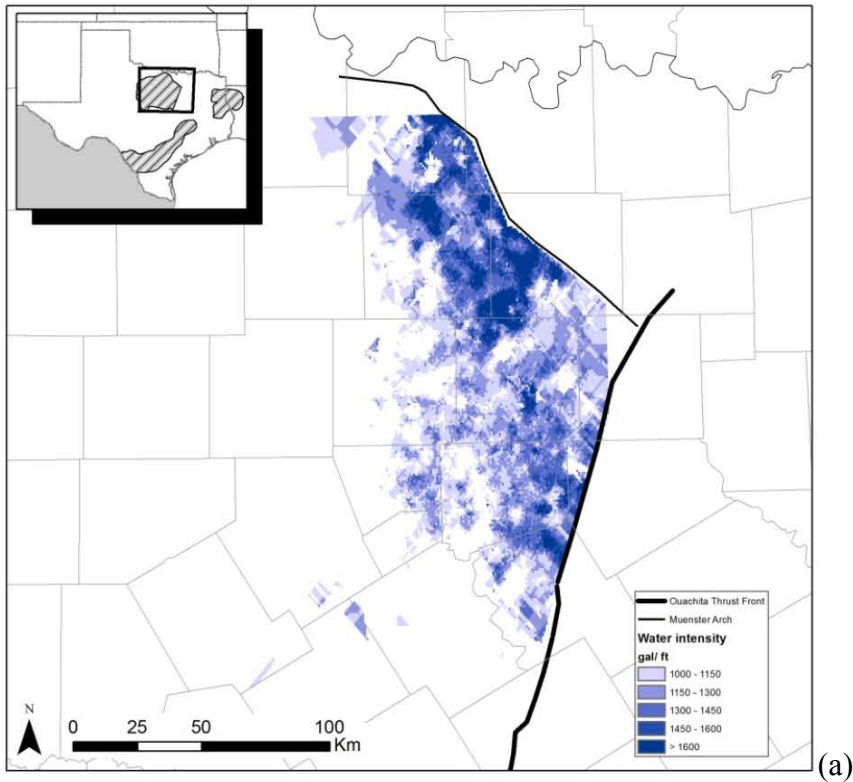 Ouachita Thrust Front
Muenster Arch
Water intensity
gal/ ft
1000 - 1150
1150 - 1300
1300 - 1450
1450 - 1600
> 1600
N
0 25 50 100
Km
(a)